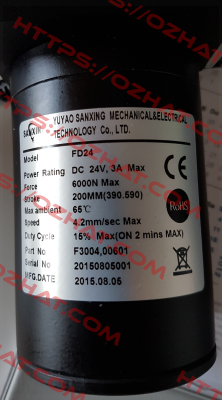 SANXIN
YUYAO SANXING MECHANICAL&ELECTRICAL
TECHNOLOGY Co., LTD.
Model FD24
Power Rating DC 24V, 3A Max
Force 6000N Max
Stroke 200MM(390.590)
Max ambient 65℃
Speed 4.2mm/sec Max
Duty Cycle 15% Max(ON 2 mins MAX)
Part No F3004.00601
Serial No 20150805001
MFG.DATE 2015.08.05
CE
RoHS
HTTPS://OZHAT.COM